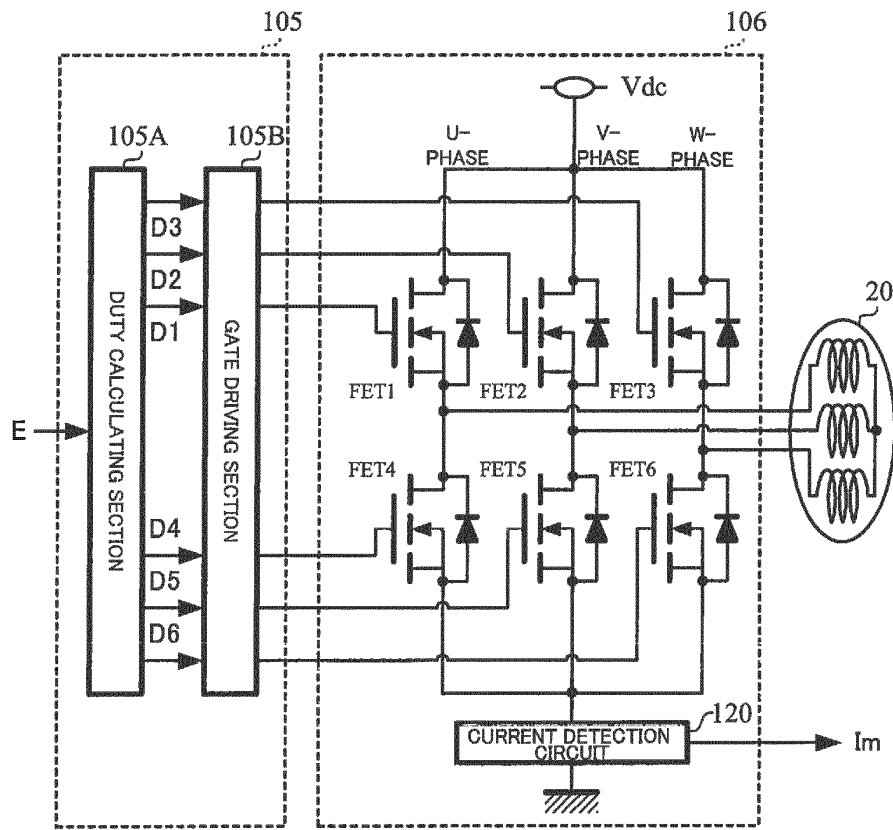 105
106
Vdc
U-
PHASE
V-
PHASE
W-
PHASE
105A
105B
D3
D2
D1
DUTY CALCULATING SECTION
GATE DRIVING SECTION
20
FET1
FET2
FET3
E
FET4
FET5
FET6
D4
D5
D6
120
CURRENT DETECTION
CIRCUIT
Im